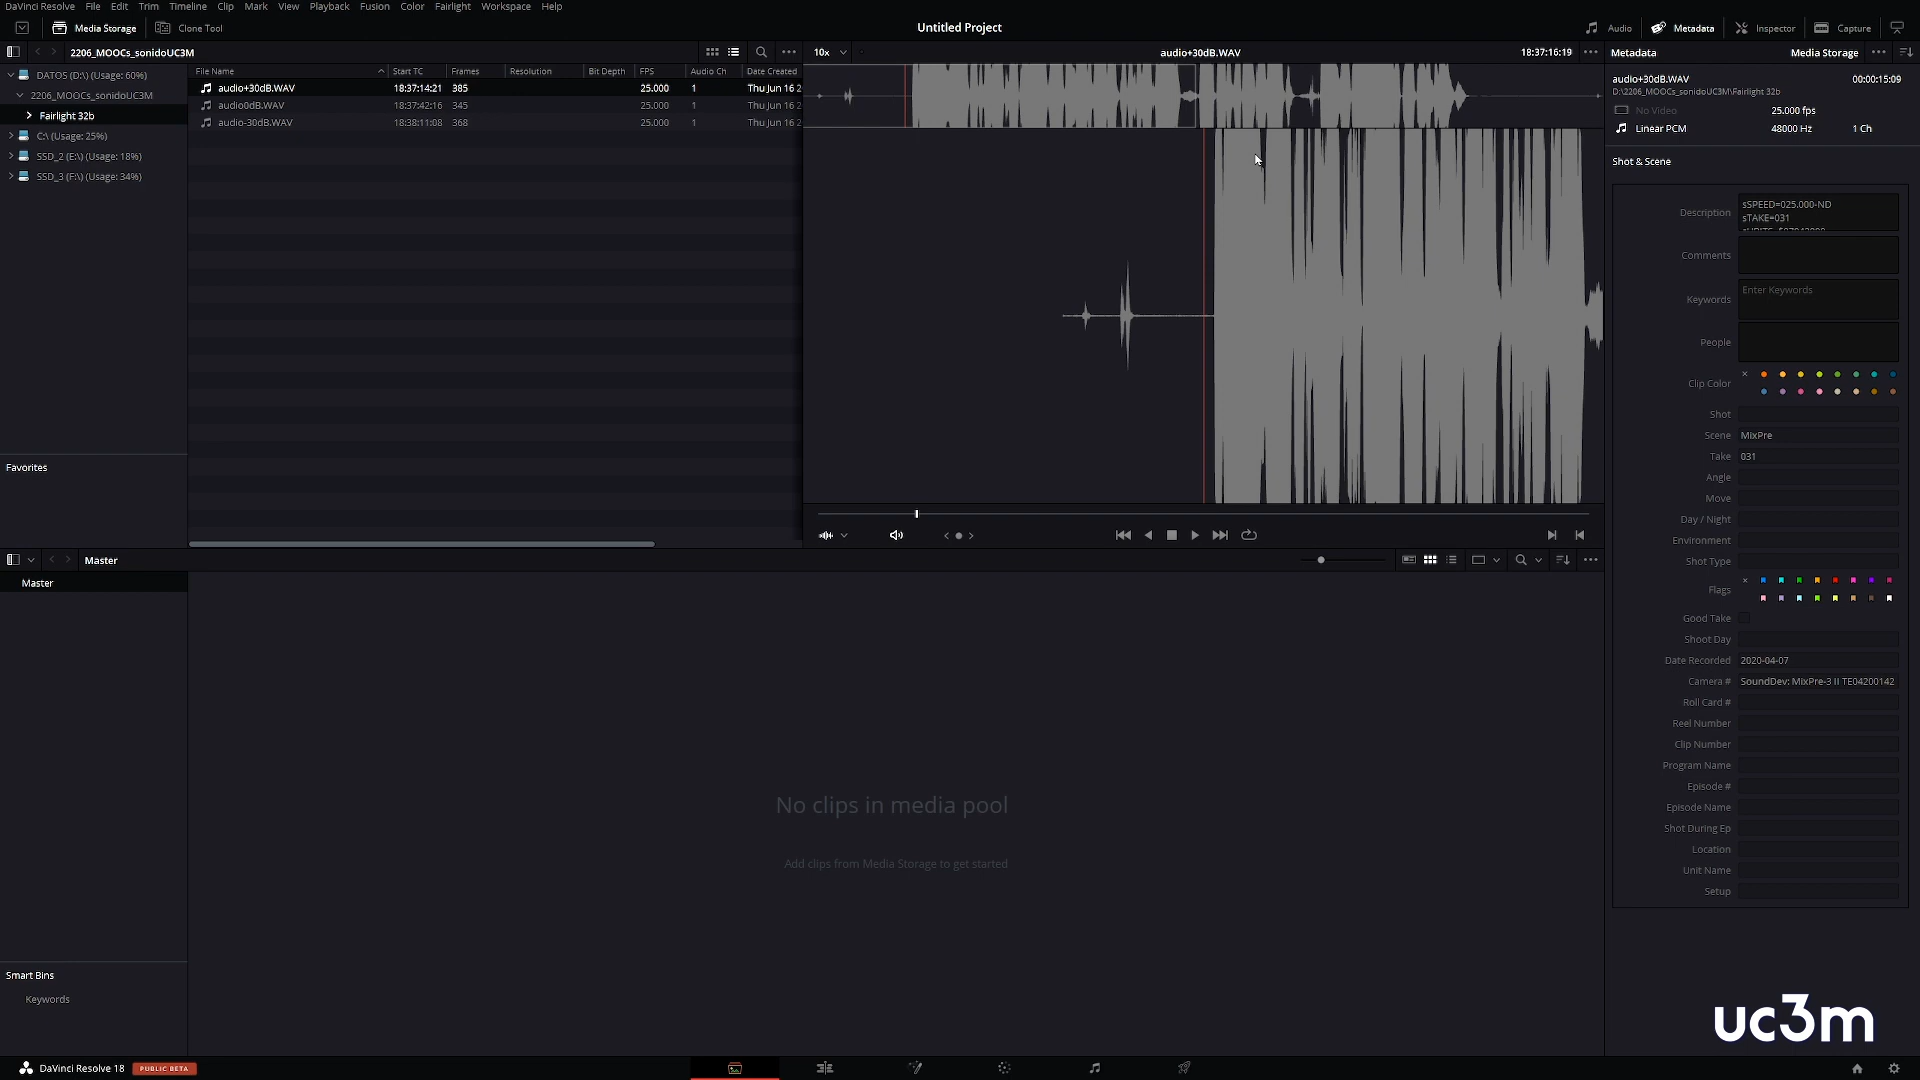 DaVinci Resolve File Edit Trim Timeline Clip Mark View Playback Fusion Color Fairlight Workspace Help
Media Storage Clone Tool Untitled Project Audio Metadata Inspector Capture
2206_MOOCs_sonidoUC3M 10x audio+30dB.WAV 18:37:16:19 Metadata Media Storage
File Name Start TC Frames Resolution Bit Depth FPS Audio Ch Date Created
audio+30dB.WAV 18:37:14:21 385 25.000 1 Thu Jun 16 2
audio0dB.WAV 18:37:42:16 345 25.000 1 Thu Jun 16 2
audio-30dB.WAV 18:38:11:08 368 25.000 1 Thu Jun 16 2
DATOS (D:\) (Usage: 60%)
2206_MOOCs_sonidoUC3M
Fairlight 32b
C:\ (Usage: 25%)
SSD_2 (E:\) (Usage: 18%)
SSD_3 (F:\) (Usage: 34%)
Favorites
audio+30dB.WAV 00:00:15:09
D:\2206_MOOCs_sonidoUC3M\Fairlight 32b
No Video 25.000 fps
Linear PCM 48000 Hz 1 Ch
Shot & Scene
Description sSPEED=025.000-ND
sTAKE=031
Comments
Keywords Enter Keywords
People
Clip Color
Shot
Scene MixPre
Take 031
Angle
Move
Day / Night
Environment
Shot Type
Flags
Good Take
Shoot Day
Date Recorded 2020-04-07
Camera # SoundDev: MixPre-3 II TE04200142
Roll Card #
Reel Number
Clip Number
Program Name
Episode #
Episode Name
Shot During Ep
Location
Unit Name
Setup
Master
Master
No clips in media pool
Add clips from Media Storage to get started
Smart Bins
Keywords
uc3m
DaVinci Resolve 18 PUBLIC BETA